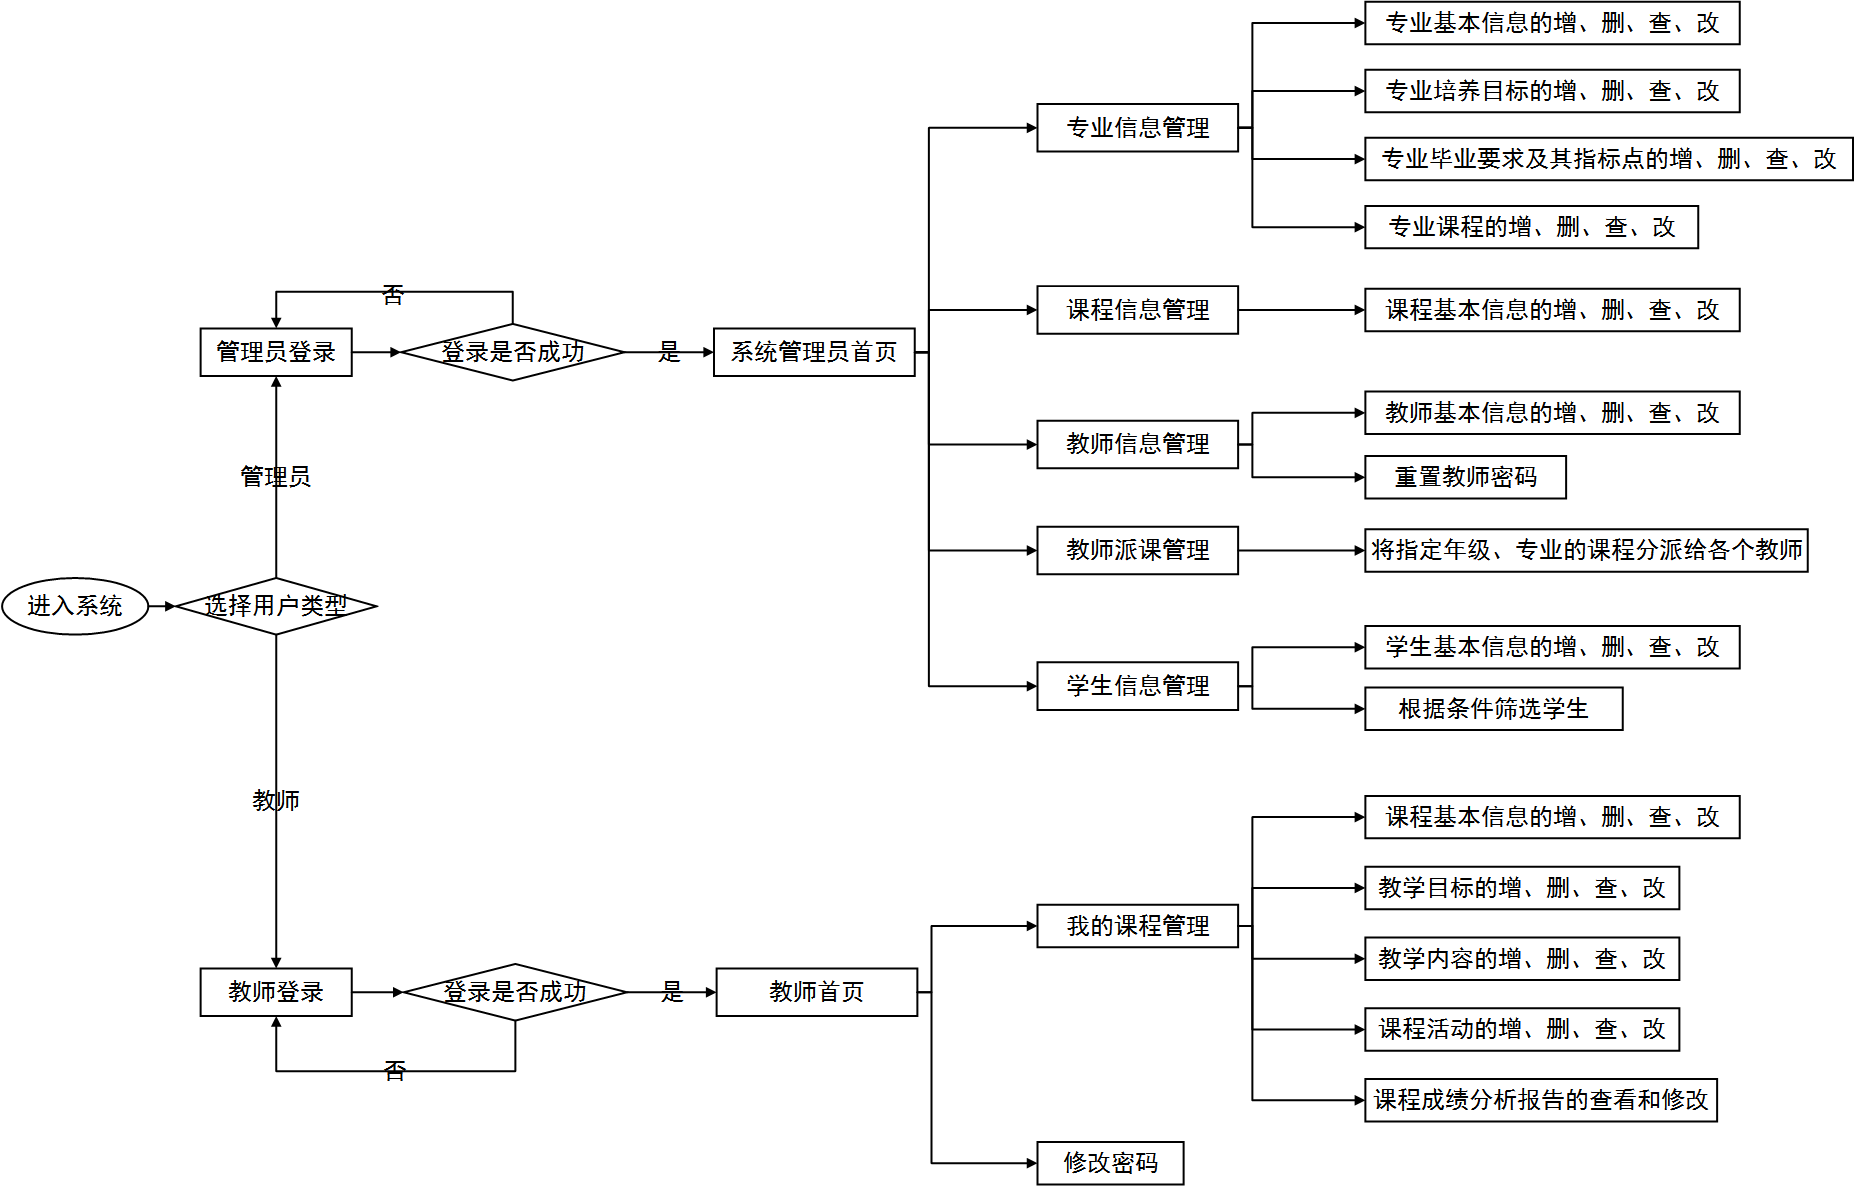 进入系统
选择用户类型
管理员
管理员登录
登录是否成功
否
是
系统管理员首页
专业信息管理
专业基本信息的增、删、查、改
专业培养目标的增、删、查、改
专业毕业要求及其指标点的增、删、查、改
专业课程的增、删、查、改
课程信息管理
课程基本信息的增、删、查、改
教师信息管理
教师基本信息的增、删、查、改
重置教师密码
教师派课管理
将指定年级、专业的课程分派给各个教师
学生信息管理
学生基本信息的增、删、查、改
根据条件筛选学生
教师
教师登录
登录是否成功
否
是
教师首页
我的课程管理
课程基本信息的增、删、查、改
教学目标的增、删、查、改
教学内容的增、删、查、改
课程活动的增、删、查、改
课程成绩分析报告的查看和修改
修改密码